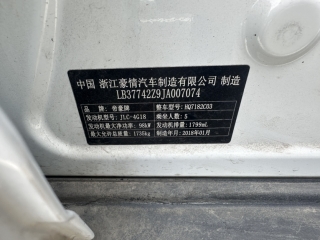 中国 浙江豪情汽车制造有限公司 制造
LB37742Z9JA007074
品牌:帝豪牌 整车型号:HQ7182C03
发动机型号:JLC-4G18 乘坐人数:5
发动机最大净功率:98kW 发动机排量:1799mL
最大允许总质量:1735kg 制造年月:2018年01月